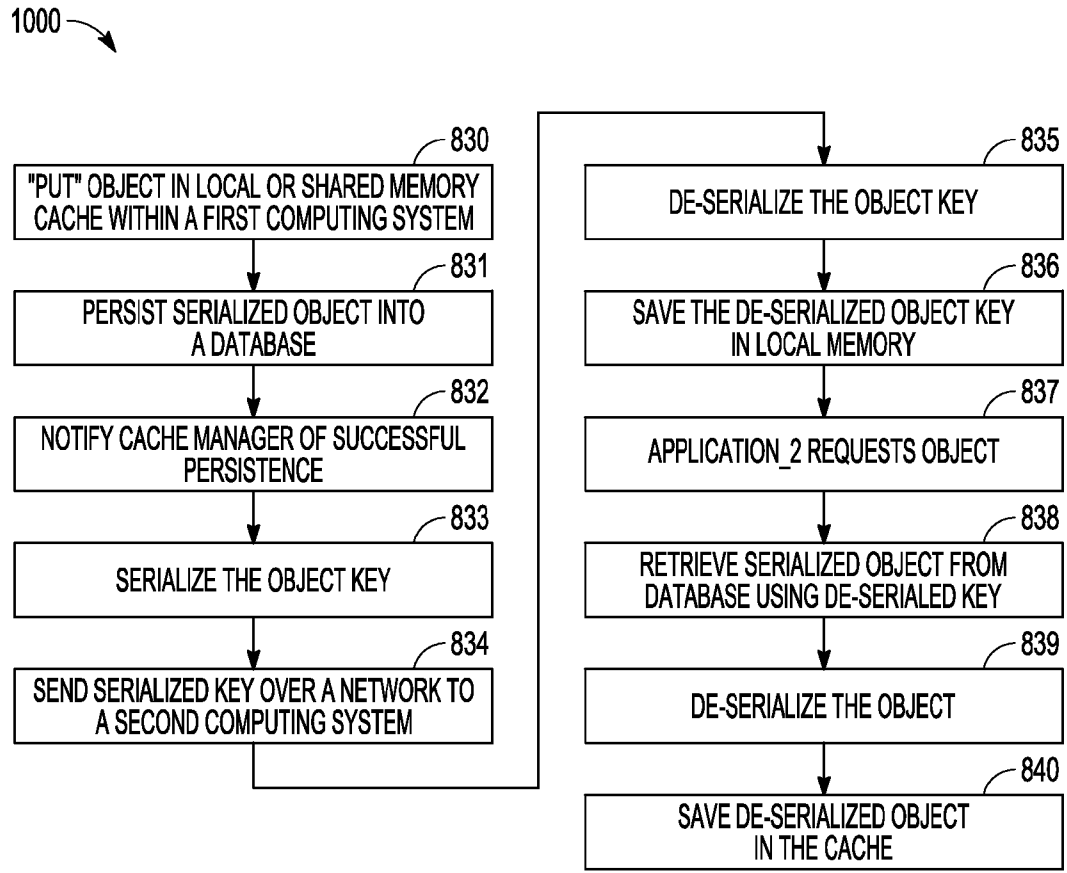 1000
830
"PUT" OBJECT IN LOCAL OR SHARED MEMORY
CACHE WITHIN A FIRST COMPUTING SYSTEM
831
PERSIST SERIALIZED OBJECT INTO
A DATABASE
832
NOTIFY CACHE MANAGER OF SUCCESSFUL
PERSISTENCE
833
SERIALIZE THE OBJECT KEY
834
SEND SERIALIZED KEY OVER A NETWORK TO
A SECOND COMPUTING SYSTEM
835
DE-SERIALIZE THE OBJECT KEY
836
SAVE THE DE-SERIALIZED OBJECT KEY
IN LOCAL MEMORY
837
APPLICATION_2 REQUESTS OBJECT
838
RETRIEVE SERIALIZED OBJECT FROM
DATABASE USING DE-SERIALED KEY
839
DE-SERIALIZE THE OBJECT
840
SAVE DE-SERIALIZED OBJECT
IN THE CACHE